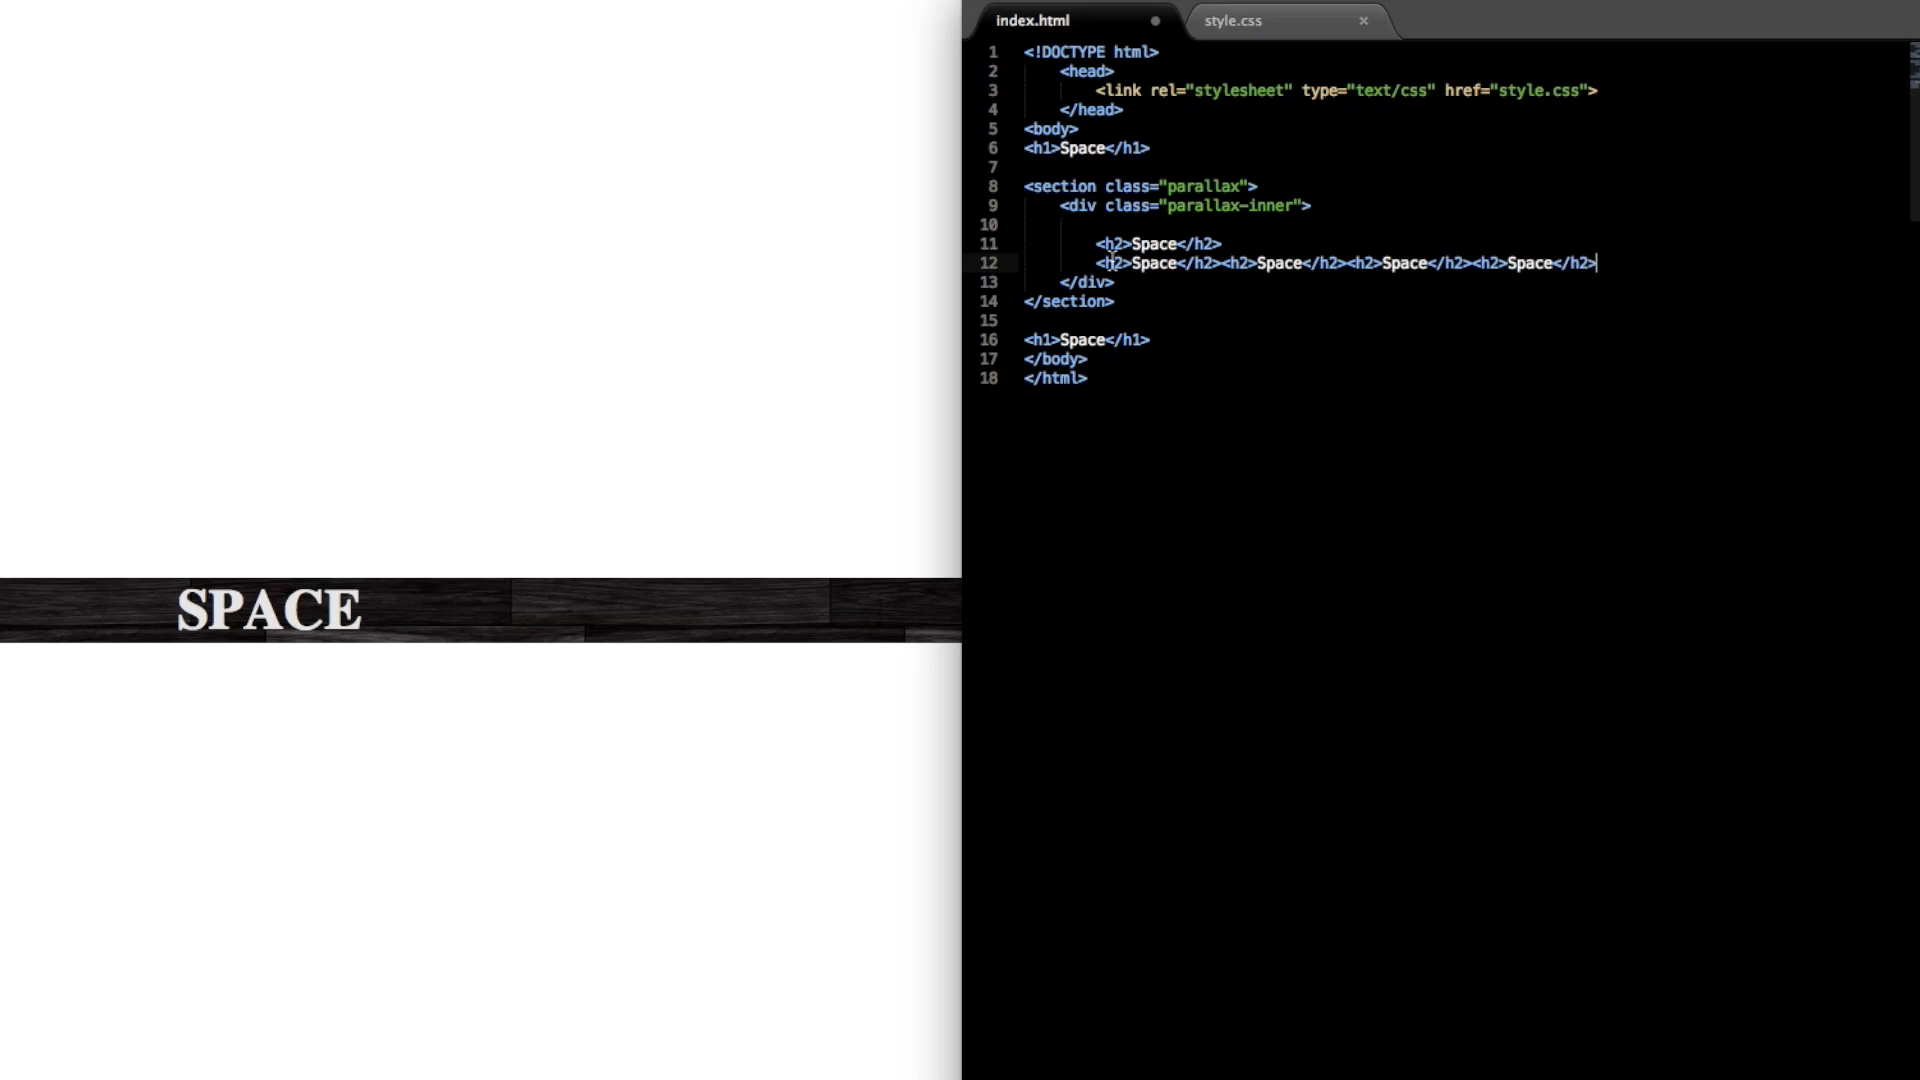 SPACE
index.html
style.css ×
1 <!DOCTYPE html>
2 <head>
3 <link rel="stylesheet" type="text/css" href="style.css">
4 </head>
5 <body>
6 <h1>Space</h1>
7
8 <section class="parallax">
9 <div class="parallax-inner">
10
11 <h2>Space</h2>
12 <h2>Space</h2><h2>Space</h2><h2>Space</h2><h2>Space</h2>
13 </div>
14 </section>
15
16 <h1>Space</h1>
17 </body>
18 </html>